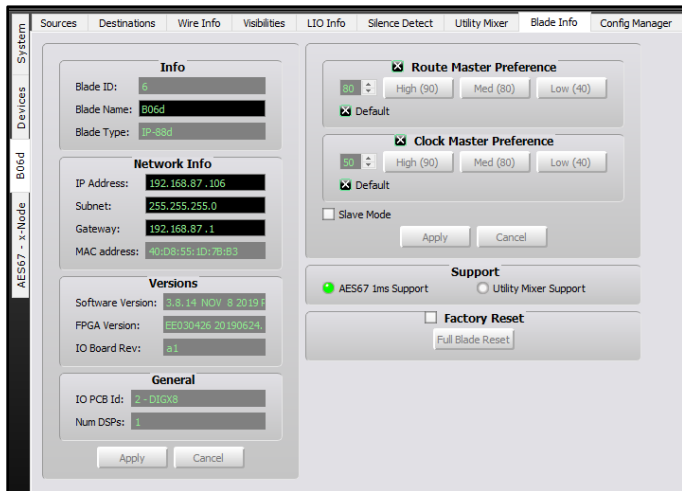 Sources Destinations Wire Info Visibilities LIO Info Silence Detect Utility Mixer Blade Info Config Manager
System
Devices
B06d
AES67 - x-Node
Info
Blade ID: 6
Blade Name: B06d
Blade Type: IP-88d
Network Info
IP Address: 192.168.87.106
Subnet: 255.255.255.0
Gateway: 192.168.87.1
MAC address: 40:D8:55:1D:7B:B3
Versions
Software Version: 3.8.14 NOV 8 2019
FPGA Version: EE030426 20190624.
IO Board Rev: a1
General
IO PCB Id: 2 - DIGX8
Num DSPs: 1
Apply Cancel
Route Master Preference
80 High (90) Med (80) Low (40)
Default
Clock Master Preference
50 High (90) Med (80) Low (40)
Default
Slave Mode
Apply Cancel
Support
AES67 1ms Support Utility Mixer Support
Factory Reset
Full Blade Reset